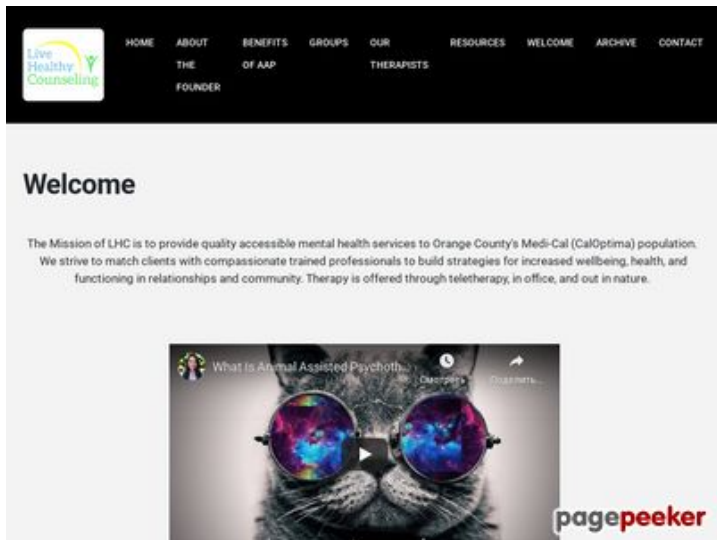 Live
Healthy
Counseling
HOME
ABOUT
THE
FOUNDER
BENEFITS
OF AAP
GROUPS
OUR
THERAPISTS
RESOURCES
WELCOME
ARCHIVE
CONTACT
Welcome
The Mission of LHC is to provide quality accessible mental health services to Orange County's Medi-Cal (CalOptima) population.
We strive to match clients with compassionate trained professionals to build strategies for increased wellbeing, health, and
functioning in relationships and community. Therapy is offered through teletherapy, in office, and out in nature.
What Is Animal Assisted Psychoth...
Смотреть
Поделить...
pagepeeker